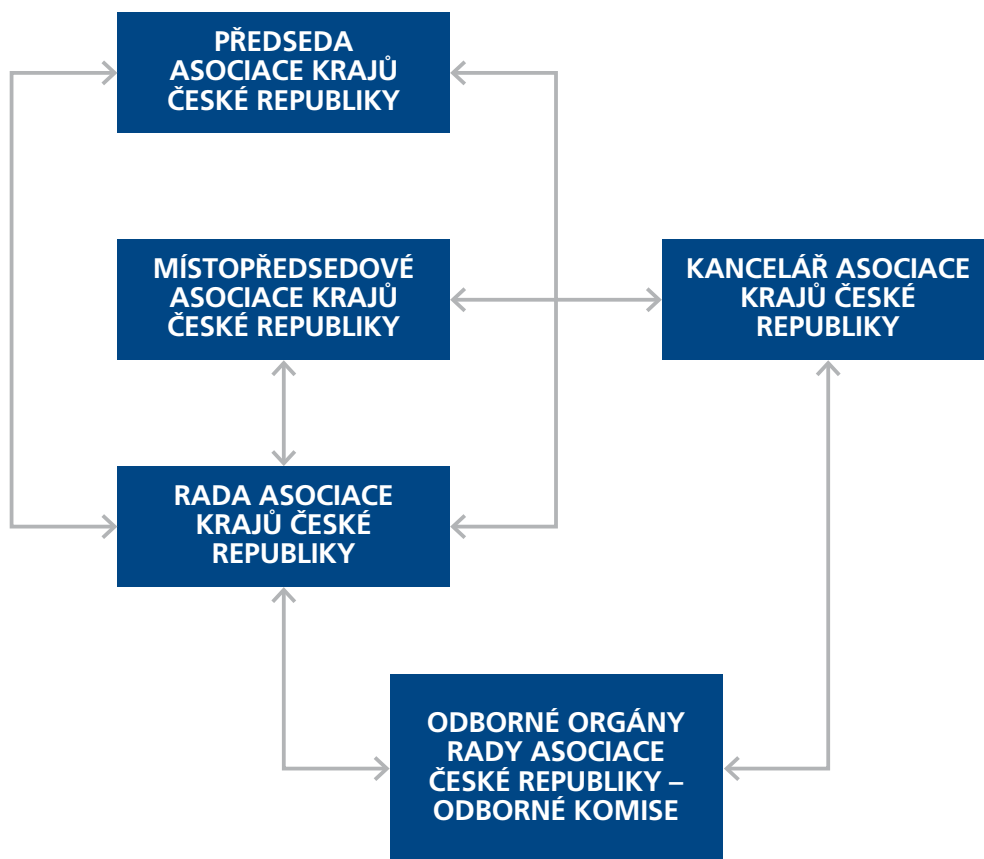 PŘEDSEDA
ASOCIACE KRAJŮ
ČESKÉ REPUBLIKY
MÍSTOPŘEDSEDOVÉ
ASOCIACE KRAJŮ
ČESKÉ REPUBLIKY
KANCELÁŘ ASOCIACE
KRAJŮ ČESKÉ
REPUBLIKY
RADA ASOCIACE
KRAJŮ ČESKÉ
REPUBLIKY
ODBORNÉ ORGÁNY
RADY ASOCIACE
ČESKÉ REPUBLIKY –
ODBORNÉ KOMISE